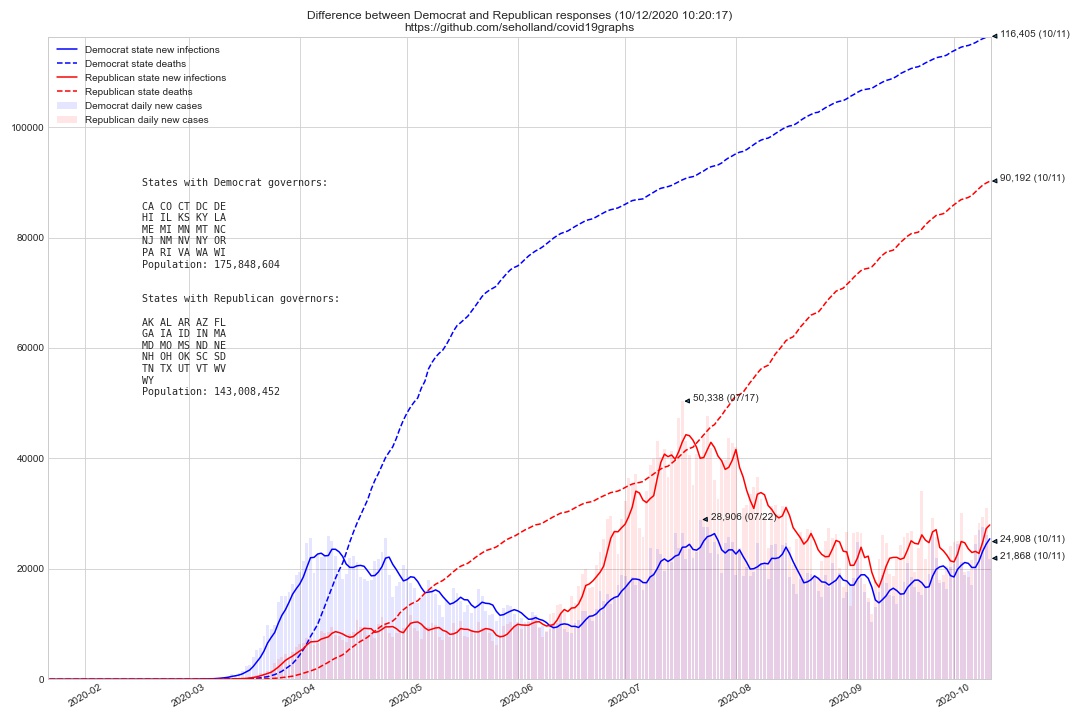 Difference between Democrat and Republican responses (10/12/2020 10:20:17)
https://github.com/seholland/covid19graphs
Democrat state new infections
Democrat state deaths
Republican state new infections
Republican state deaths
Democrat daily new cases
Republican daily new cases
States with Democrat governors:
CA CO CT DC DE
HI IL KS KY LA
ME MI MN MT NC
NJ NM NV NY OR
PA RI VA WA WI
Population: 175,848,604
States with Republican governors:
AK AL AR AZ FL
GA IA ID IN MA
MD MO MS ND NE
NH OH OK SC SD
TN TX UT VT WV
WY
Population: 143,008,452
116,405 (10/11)
90,192 (10/11)
50,338 (07/17)
28,906 (07/22)
24,908 (10/11)
21,868 (10/11)
100000
80000
60000
40000
20000
0
2020-02
2020-03
2020-04
2020-05
2020-06
2020-07
2020-08
2020-09
2020-10